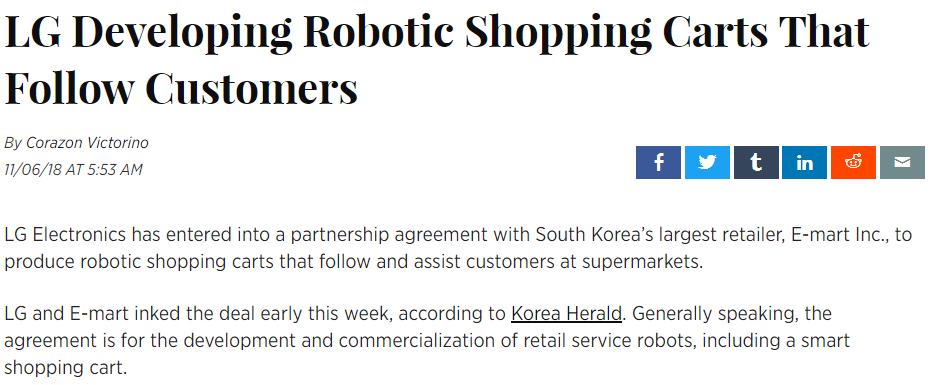 LG Developing Robotic Shopping Carts That
Follow Customers
By Corazon Victorino
11/06/18 AT 5:53 AM
f
t
in
LG Electronics has entered into a partnership agreement with South Korea’s largest retailer, E-mart Inc., to
produce robotic shopping carts that follow and assist customers at supermarkets.
LG and E-mart inked the deal early this week, according to Korea Herald. Generally speaking, the
agreement is for the development and commercialization of retail service robots, including a smart
shopping cart.